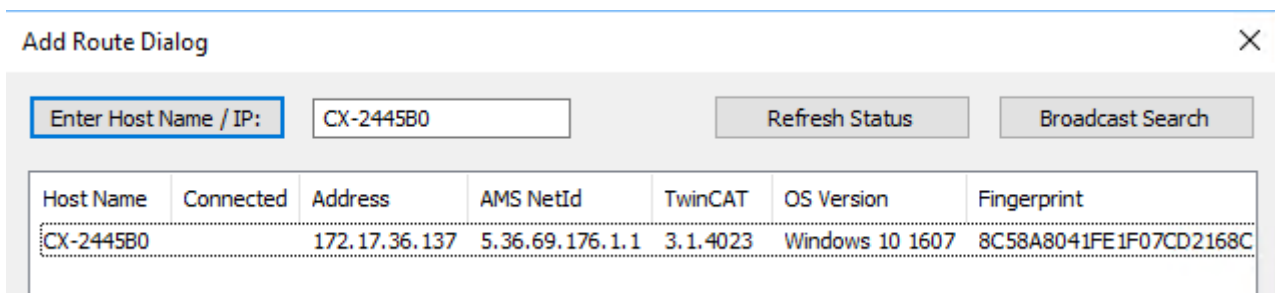 Add Route Dialog
Enter Host Name / IP: CX-2445B0 Refresh Status Broadcast Search
Host Name Connected Address AMS NetId TwinCAT OS Version Fingerprint
CX-2445B0 172.17.36.137 5.36.69.176.1.1 3.1.4023 Windows 10 1607 8C58A8041FE1F07CD2168C